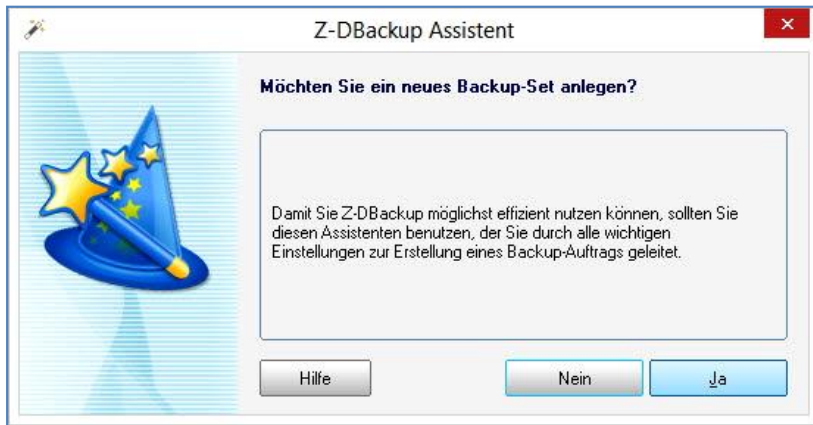 Z-DBackup Assistent
Möchten Sie ein neues Backup-Set anlegen?
Damit Sie Z-DBackup möglichst effizient nutzen können, sollten Sie
diesen Assistenten benutzen, der Sie durch alle wichtigen
Einstellungen zur Erstellung eines Backup-Auftrags geleitet.
Hilfe
Nein
Ja